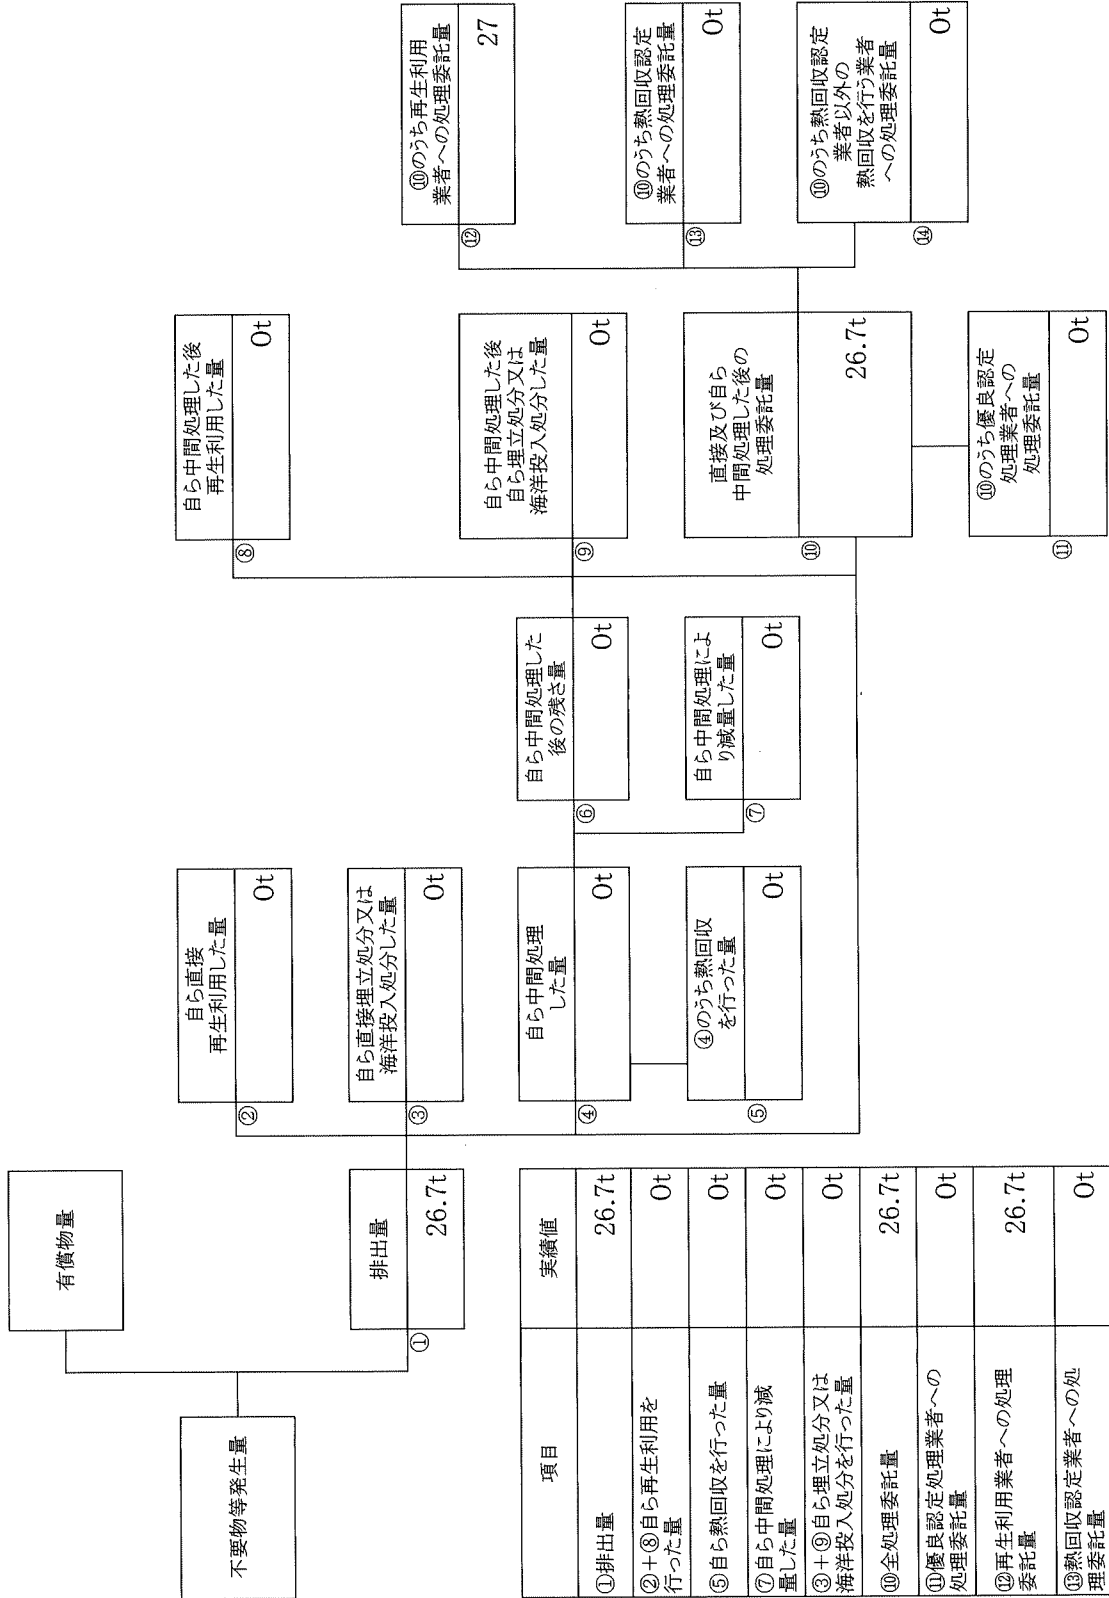 不要物等発生量
有償物量
排出量
①
26.7t
自ら直接
再生利用した量
②
0t
自ら直接埋立処分又は
海洋投入処分した量
③
0t
自ら中間処理
した量
④
0t
④のうち熱回収
を行った量
⑤
0t
自ら中間処理した
後の残さ量
⑥
0t
自ら中間処理によ
り減量した量
⑦
0t
自ら中間処理した後
再生利用した量
⑧
0t
自ら中間処理した後
自ら埋立処分又は
海洋投入処分した量
⑨
0t
直接及び自ら
中間処理した後の
処理委託量
⑩
26.7t
⑩のうち優良認定
処理業者への
処理委託量
⑪
0t
⑩のうち再生利用
業者への処理委託量
⑫
27
⑩のうち熱回収認定
業者への処理委託量
⑬
0t
⑩のうち熱回収認定
業者以外の
熱回収を行う業者
への処理委託量
⑭
0t
項目 実績値
①排出量 26.7t
②+⑧自ら再生利用を
行った量 0t
⑤自ら熱回収を行った量 0t
⑦自ら中間処理により減
量した量 0t
③+⑨自ら埋立処分又は
海洋投入処分を行った量 0t
⑩全処理委託量 26.7t
⑪優良認定処理業者への
処理委託量 0t
⑫再生利用業者への処理
委託量 26.7t
⑬熱回収認定業者への処
理委託量 0t